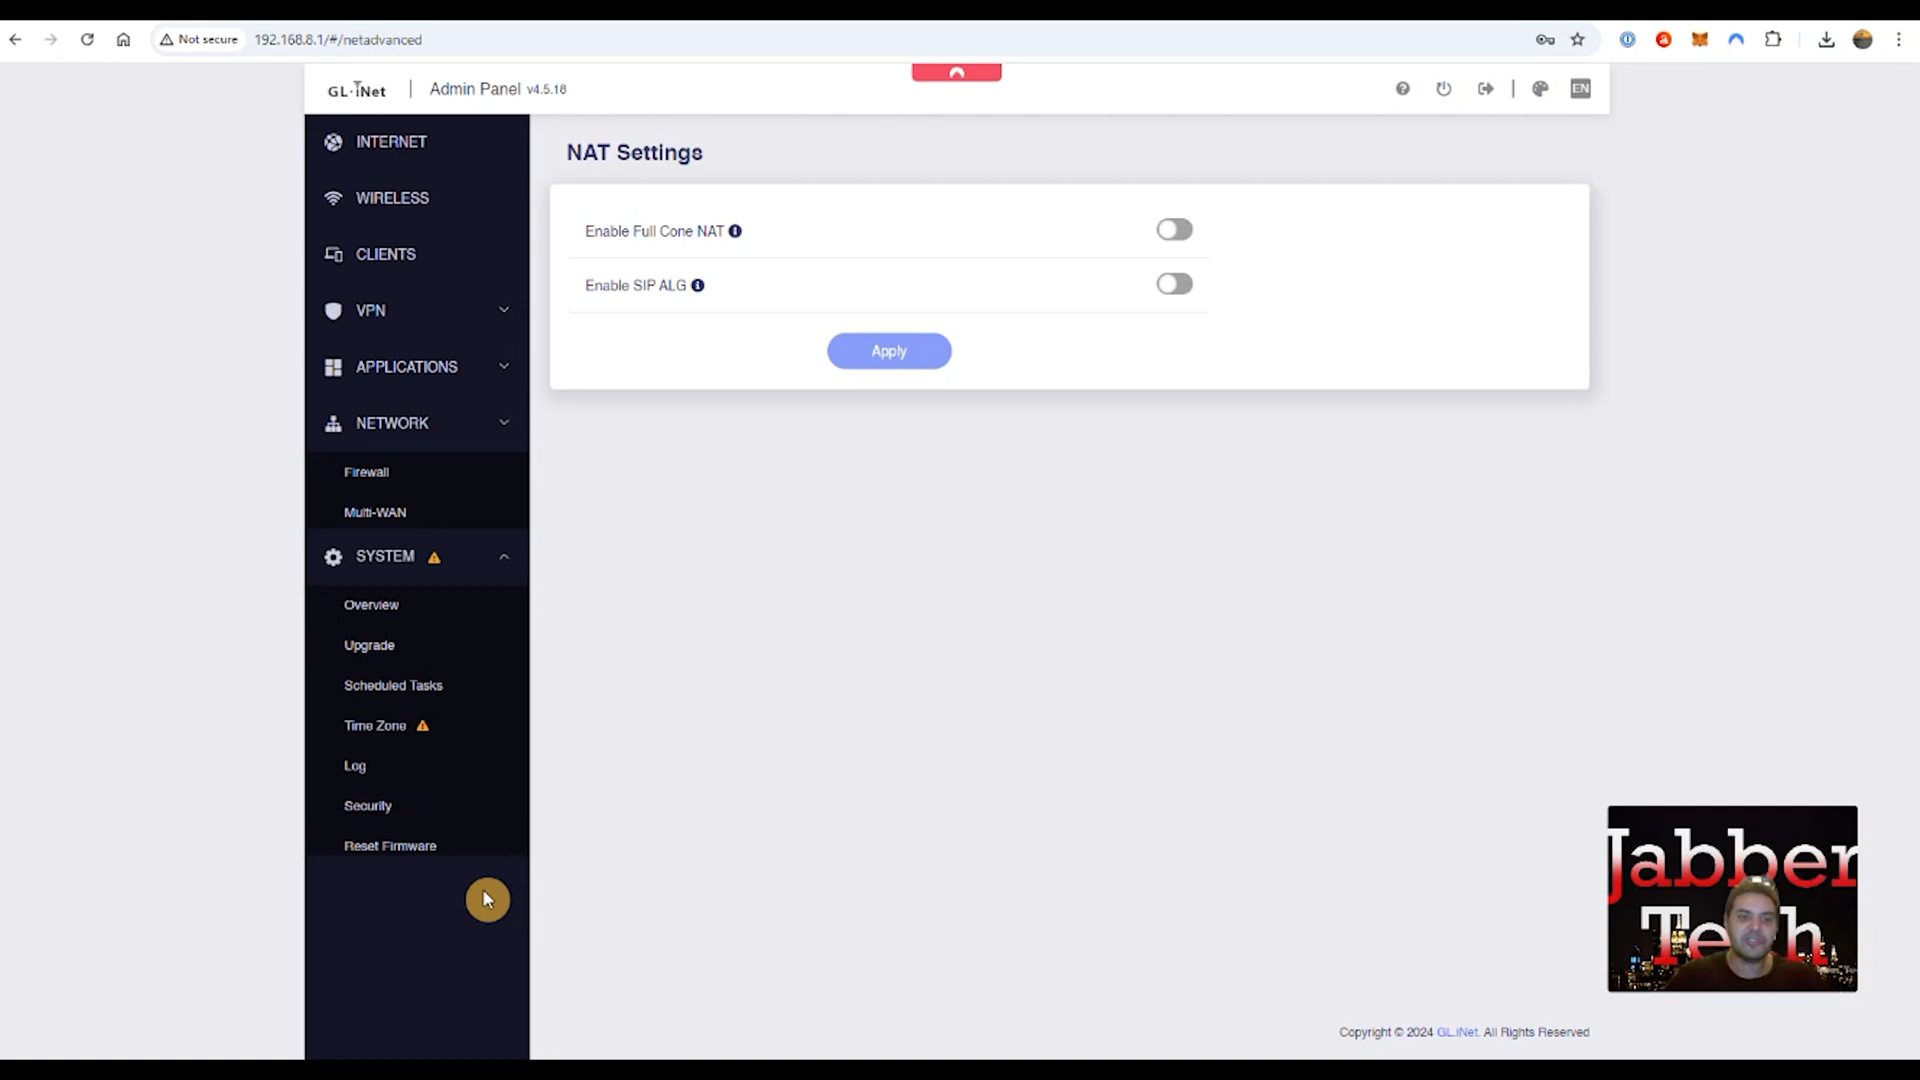 Not secure
192.168.8.1/#/netadvanced
GL·iNet
Admin Panel v4.5.18
EN
INTERNET
WIRELESS
CLIENTS
VPN
APPLICATIONS
NETWORK
Firewall
Multi-WAN
SYSTEM
Overview
Upgrade
Scheduled Tasks
Time Zone
Log
Security
Reset Firmware
NAT Settings
Enable Full Cone NAT
Enable SIP ALG
Apply
Jabber
Tech
Copyright © 2024 GL.iNet. All Rights Reserved